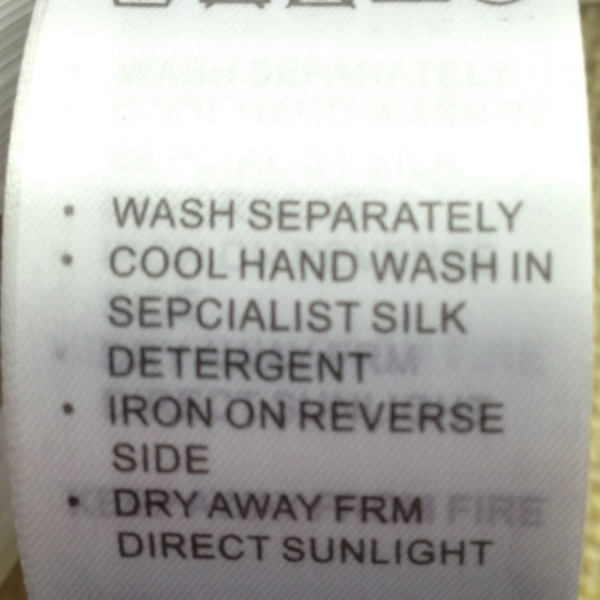 • WASH SEPARATELY
• COOL HAND WASH IN
SEPCIALIST SILK
DETERGENT
• IRON ON REVERSE
SIDE
• DRY AWAY FRM
DIRECT SUNLIGHT